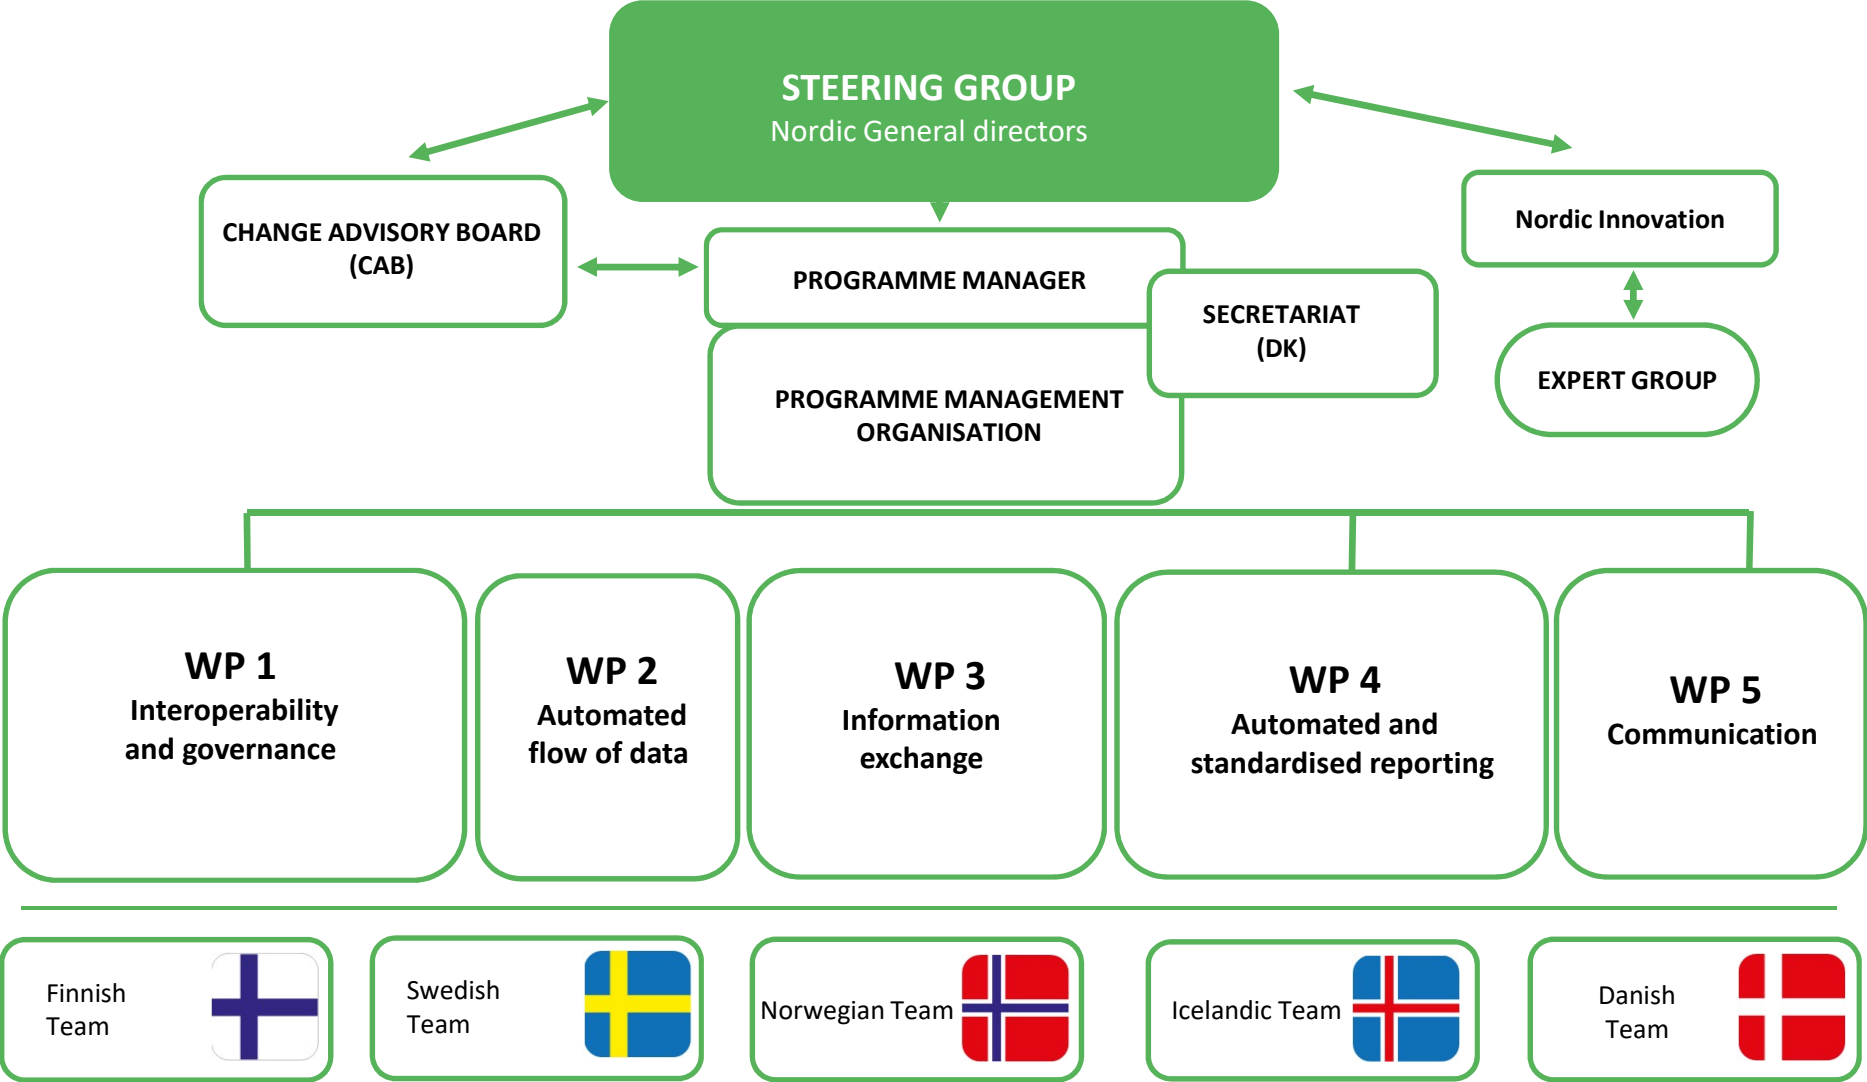 STEERING GROUP
Nordic General directors
CHANGE ADVISORY BOARD
(CAB)
PROGRAMME MANAGER
SECRETARIAT
(DK)
Nordic Innovation
EXPERT GROUP
PROGRAMME MANAGEMENT
ORGANISATION
WP 1
Interoperability
and governance
WP 2
Automated
flow of data
WP 3
Information
exchange
WP 4
Automated and
standardised reporting
WP 5
Communication
Finnish
Team
Swedish
Team
Norwegian Team
Icelandic Team
Danish
Team